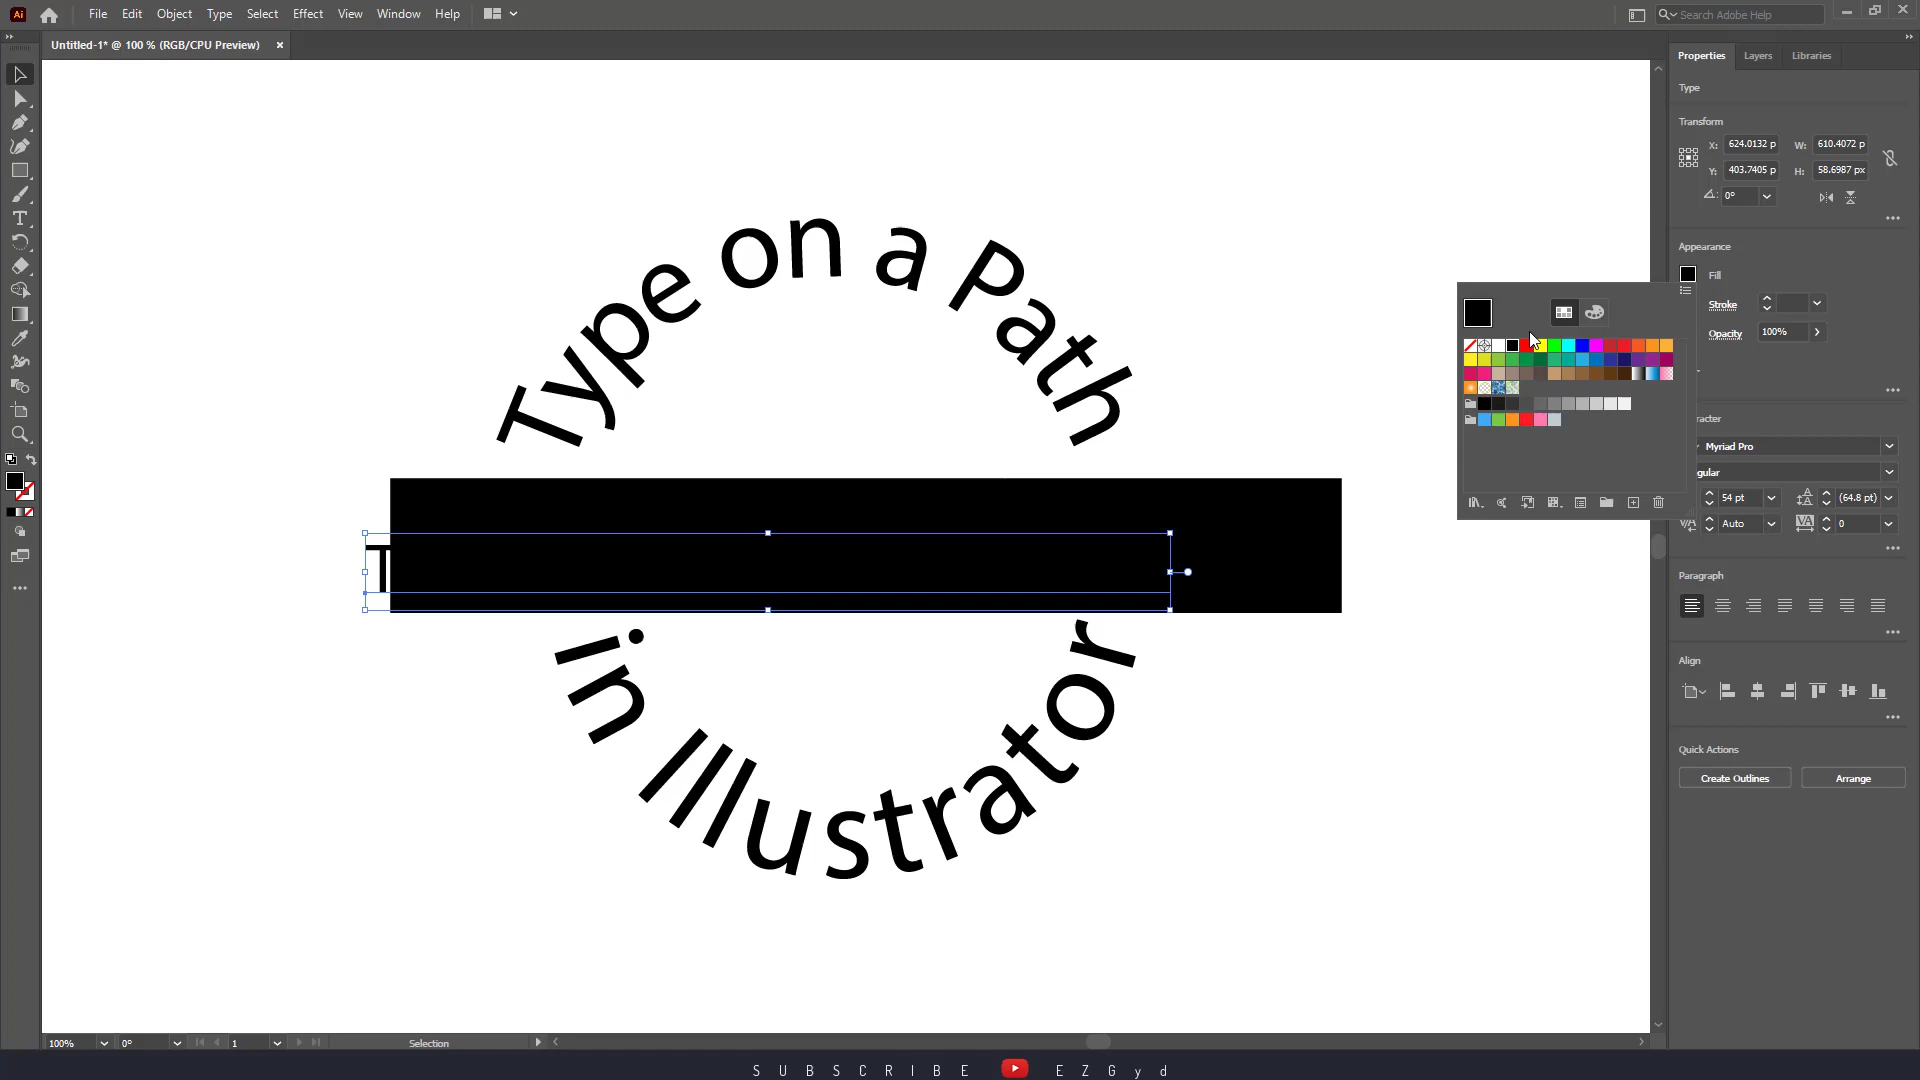 Ai File Edit Object Type Select Effect View Window Help Search Adobe Help
Untitled-1* @ 100 % (RGB/CPU Preview) ×
Properties Layers Libraries
Type
Transform
X: 624.0132 p W: 610.4072 p
Y: 403.7405 p H: 58.6987 px
0°
Appearance
Fill
Stroke
Opacity 100%
racter
Myriad Pro
gular
54 pt (64.8 pt)
Auto 0
Paragraph
Align
Quick Actions
Create Outlines Arrange
Type on a Path
T
In Illustrator
100% 0° 1 Selection
SUBSCRIBE EZGyd